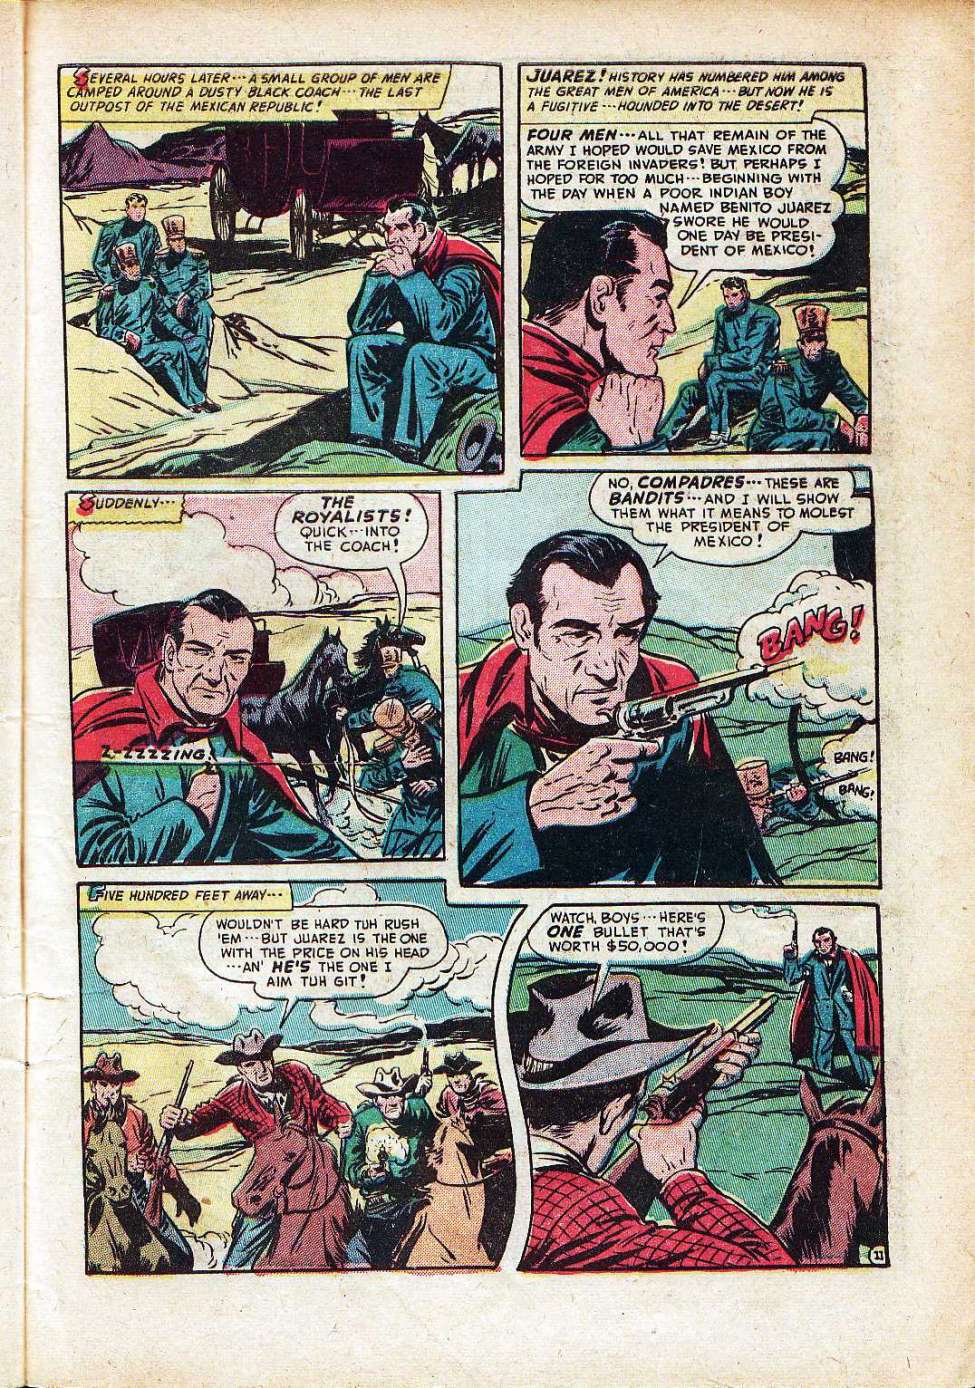 SEVERAL HOURS LATER--- A SMALL GROUP OF MEN ARE
CAMPED AROUND A DUSTY BLACK COACH--- THE LAST
OUTPOST OF THE MEXICAN REPUBLIC!
JUAREZ! HISTORY HAS NUMBERED HIM AMONG
THE GREAT MEN OF AMERICA--- BUT NOW HE IS
A FUGITIVE --- HOUNDED INTO THE DESERT!
FOUR MEN--- ALL THAT REMAIN OF THE
ARMY I HOPED WOULD SAVE MEXICO FROM
THE FOREIGN INVADERS! BUT PERHAPS I
HOPED FOR TOO MUCH--- BEGINNING WITH
THE DAY WHEN A POOR INDIAN BOY
NAMED BENITO JUAREZ
SWORE HE WOULD
ONE DAY BE PRESI-
DENT OF MEXICO!
SUDDENLY---
THE
ROYALISTS!
QUICK---INTO
THE COACH!
Z-ZZZZZING!
NO, COMPADRES--- THESE ARE
BANDITS--- AND I WILL SHOW
THEM WHAT IT MEANS TO MOLEST
THE PRESIDENT OF
MEXICO!
BANG!
BANG!
BANG!
FIVE HUNDRED FEET AWAY---
WOULDN'T BE HARD TUH RUSH
'EM--- BUT JUAREZ IS THE ONE
WITH THE PRICE ON HIS HEAD
---AN' HE'S THE ONE I
AIM TUH GIT!
WATCH, BOYS --- HERE'S
ONE BULLET THAT'S
WORTH $50,000!
11